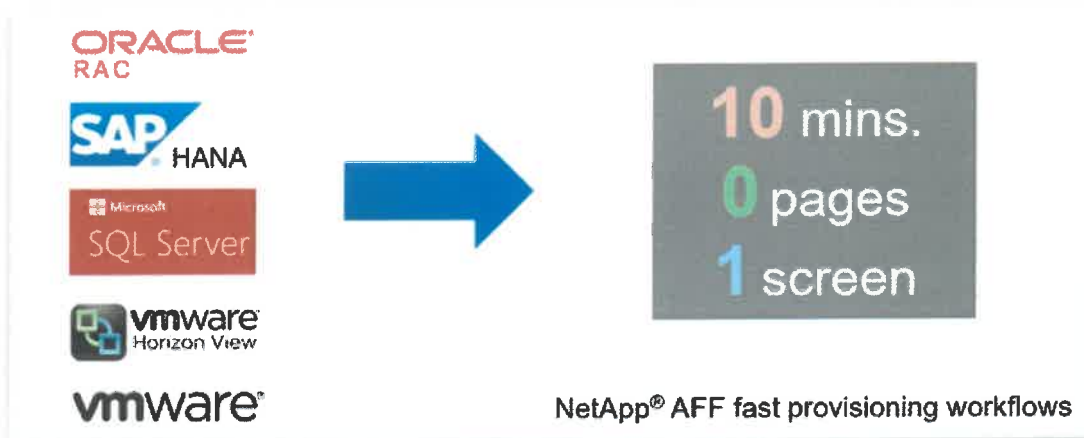 ORACLE®
RAC
SAP®
HANA
Microsoft
SQL Server
vmware
Horizon View
vmware®
10 mins.
0 pages
1 screen
NetApp® AFF fast provisioning workflows